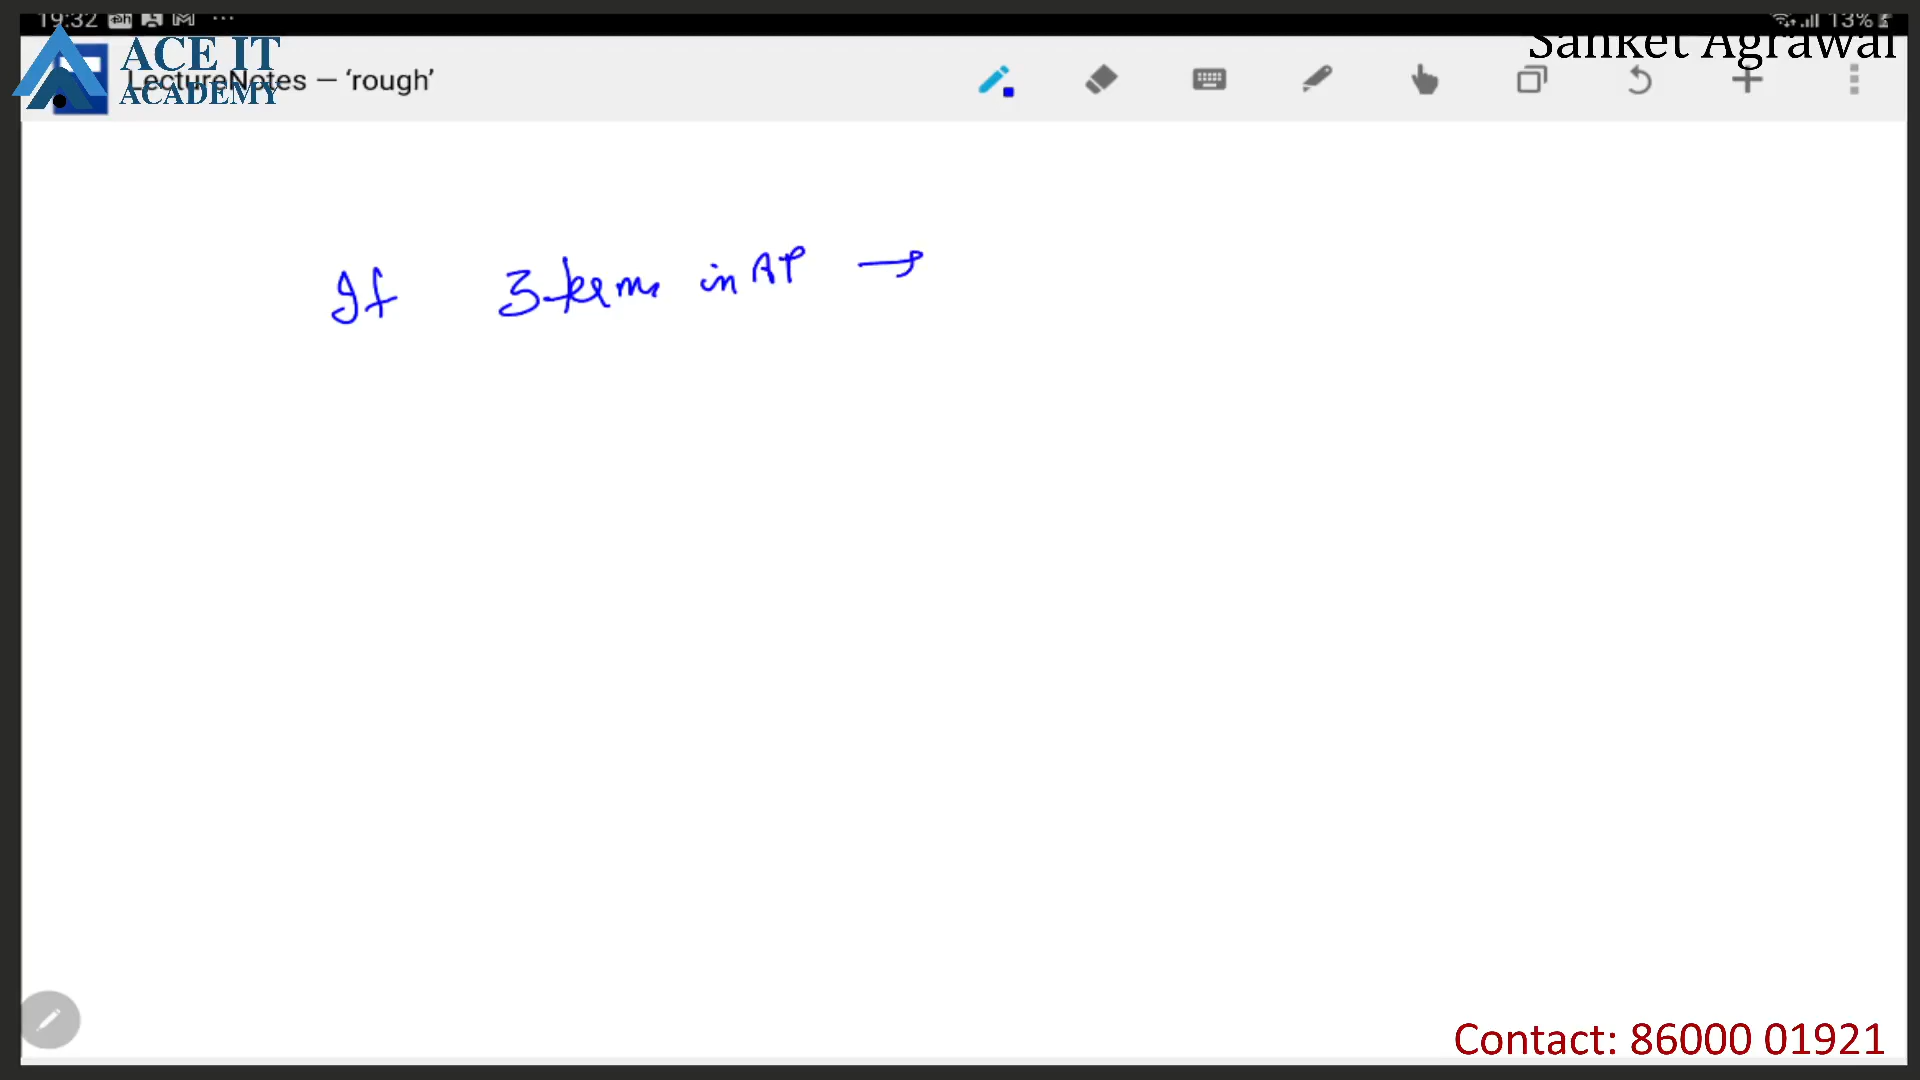 19:32 13%
Sanket Agrawal
ACE IT
LectureNotes – ‘rough’
ACADEMY
If 3 terms in AP →
Contact: 86000 01921